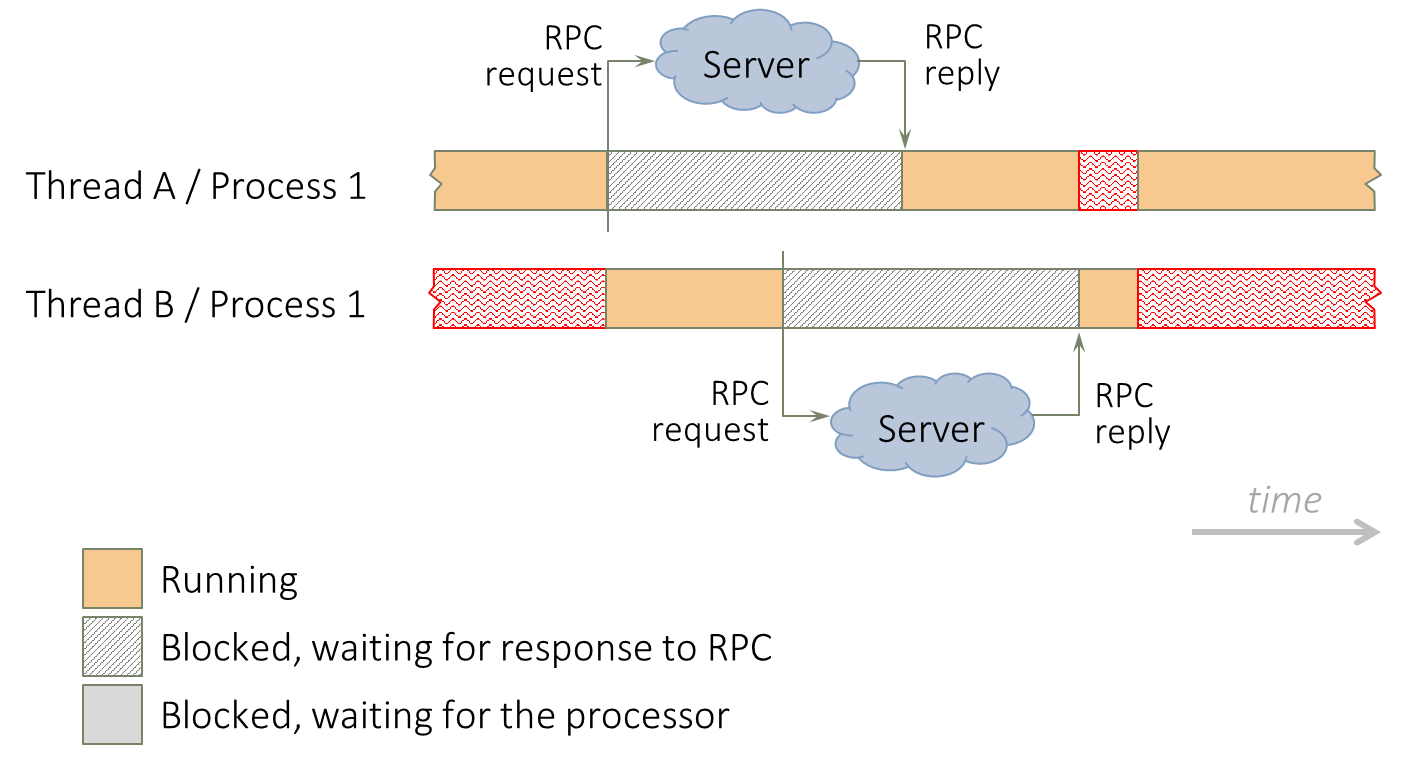 RPC
request
Server
RPC
reply
Thread A / Process 1
Thread B / Process 1
RPC
request
Server
RPC
reply
time
Running
Blocked, waiting for response to RPC
Blocked, waiting for the processor